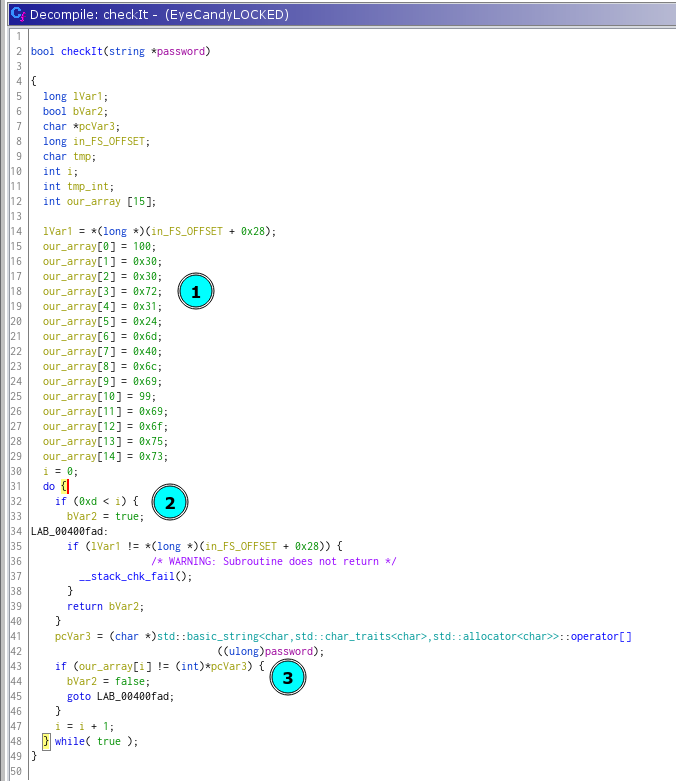 Decompile: checkIt - (EyeCandyLOCKED)
1
2 bool checkIt(string *password)
3
4 {
5 long lVar1;
6 bool bVar2;
7 char *pcVar3;
8 long in_FS_OFFSET;
9 char tmp;
10 int i;
11 int tmp_int;
12 int our_array [15];
13
14 lVar1 = *(long *)(in_FS_OFFSET + 0x28);
15 our_array[0] = 100;
16 our_array[1] = 0x30;
17 our_array[2] = 0x30;
18 our_array[3] = 0x72; 1
19 our_array[4] = 0x31;
20 our_array[5] = 0x24;
21 our_array[6] = 0x6d;
22 our_array[7] = 0x40;
23 our_array[8] = 0x6c;
24 our_array[9] = 0x69;
25 our_array[10] = 99;
26 our_array[11] = 0x69;
27 our_array[12] = 0x6f;
28 our_array[13] = 0x75;
29 our_array[14] = 0x73;
30 i = 0;
31 do {
32 if (0xd < i) { 2
33 bVar2 = true;
34 LAB_00400fad:
35 if (lVar1 != *(long *)(in_FS_OFFSET + 0x28)) {
36 /* WARNING: Subroutine does not return */
37 __stack_chk_fail();
38 }
39 return bVar2;
40 }
41 pcVar3 = (char *)std::basic_string<char,std::char_traits<char>,std::allocator<char>>::operator[]
42 ((ulong)password);
43 if (our_array[i] != (int)*pcVar3) { 3
44 bVar2 = false;
45 goto LAB_00400fad;
46 }
47 i = i + 1;
48 } while( true );
49 }
50